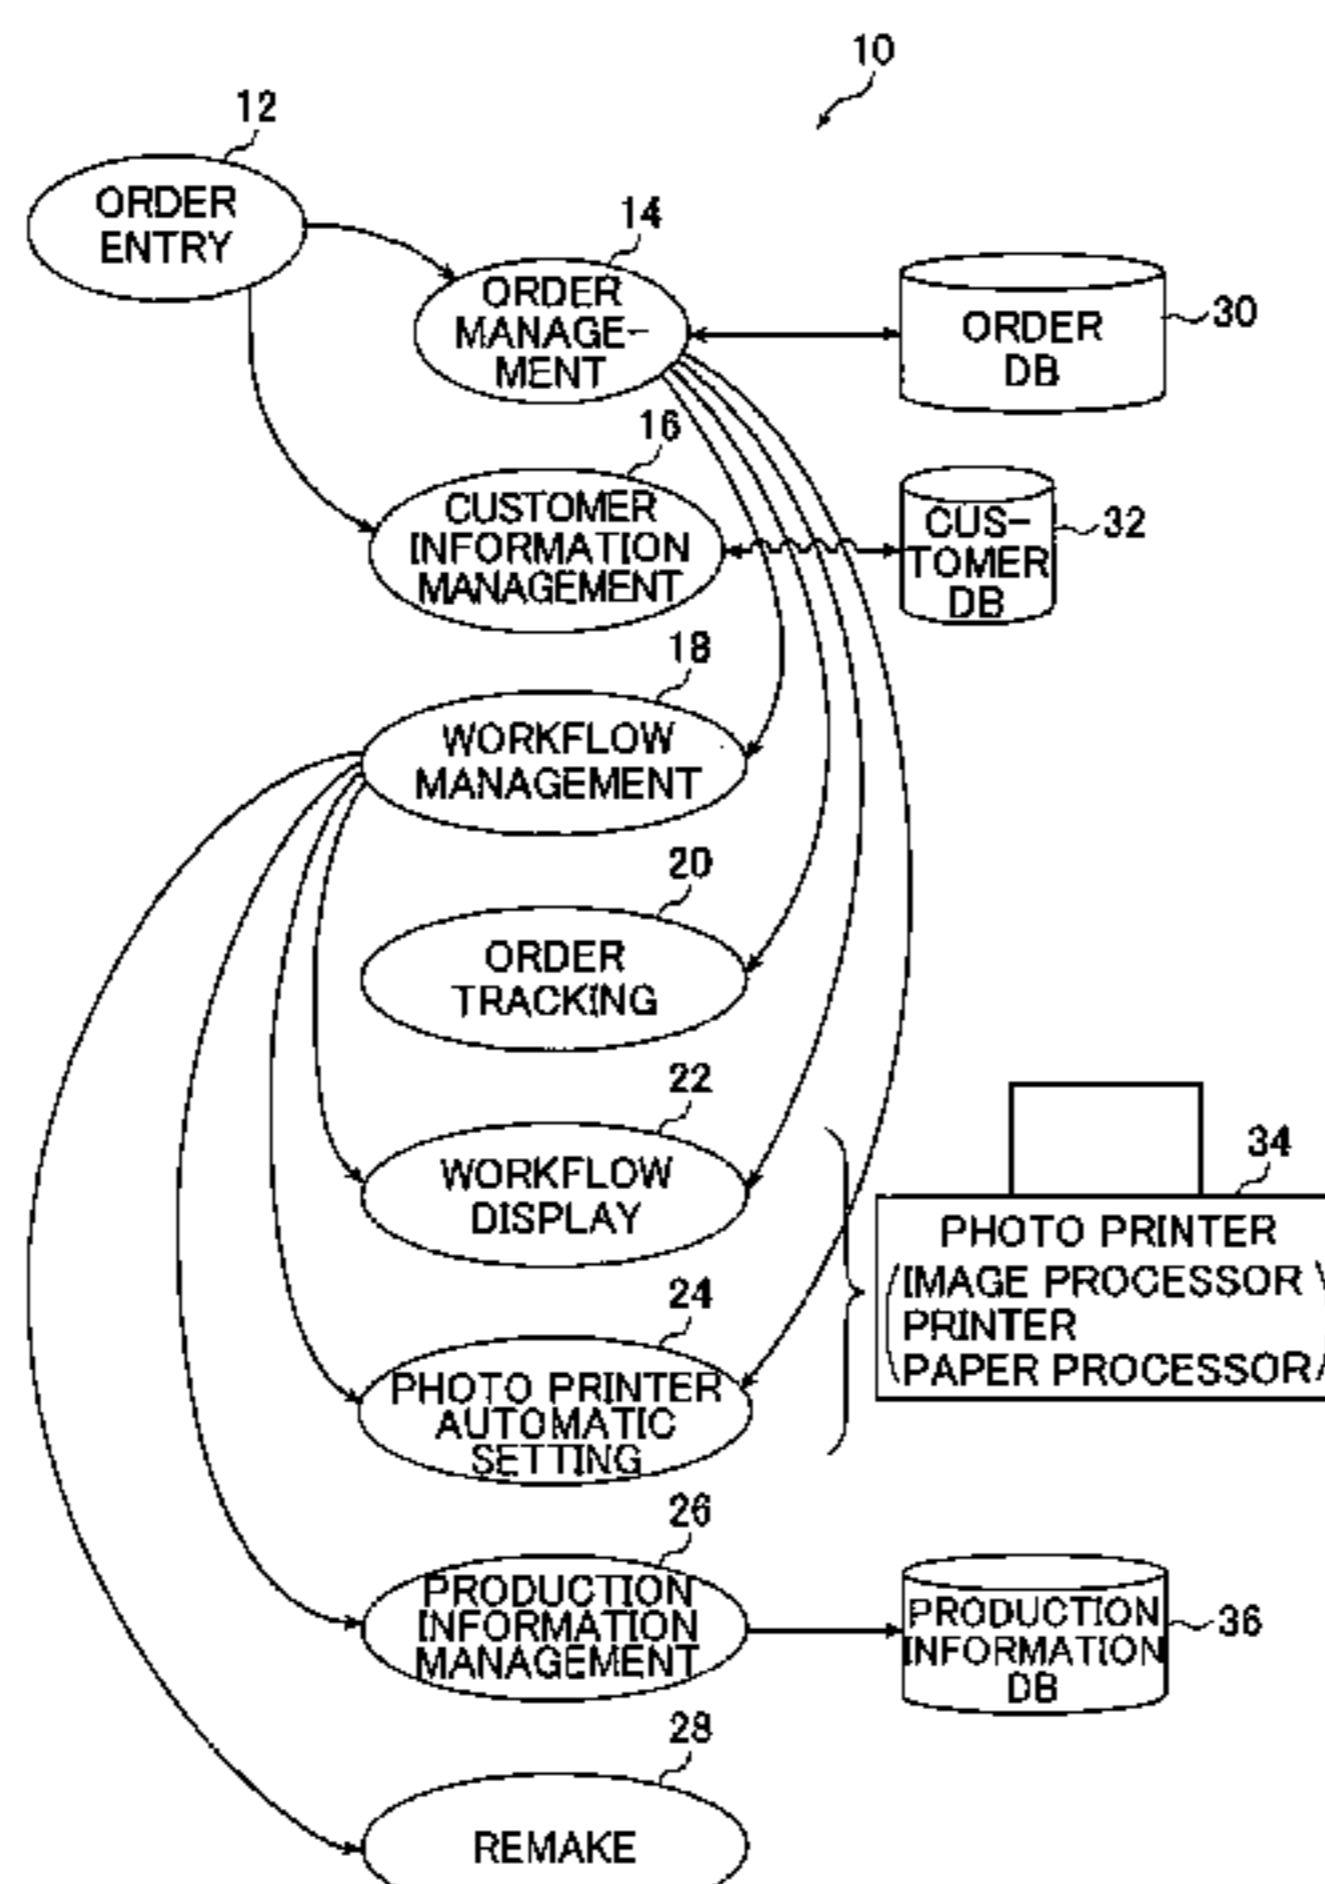 10
12
ORDER
ENTRY
14
ORDER
MANAGE-
MENT
ORDER
DB
30
16
CUSTOMER
INFORMATION
MANAGEMENT
CUS-
TOMER
DB
32
18
WORKFLOW
MANAGEMENT
20
ORDER
TRACKING
22
WORKFLOW
DISPLAY
34
PHOTO PRINTER
(IMAGE PROCESSOR
PRINTER
PAPER PROCESSOR)
24
PHOTO PRINTER
AUTOMATIC
SETTING
26
PRODUCTION
INFORMATION
MANAGEMENT
PRODUCTION
INFORMATION
DB
36
28
REMAKE